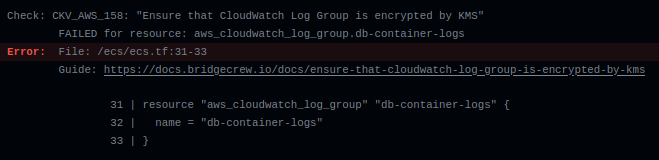 Check: CKV_AWS_158: "Ensure that CloudWatch Log Group is encrypted by KMS"
FAILED for resource: aws_cloudwatch_log_group.db-container-logs
Error: File: /ecs/ecs.tf:31-33
Guide: https://docs.bridgecrew.io/docs/ensure-that-cloudwatch-log-group-is-encrypted-by-kms
31 | resource "aws_cloudwatch_log_group" "db-container-logs" {
32 |   name = "db-container-logs"
33 | }